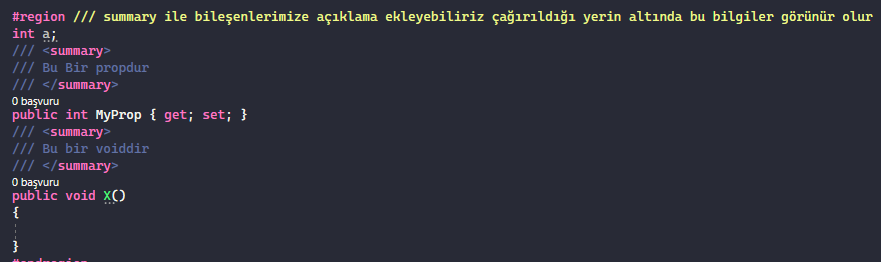 #region /// summary ile bileşenlerimize açıklama ekleyebiliriz çağırıldığı yerin altında bu bilgiler görünür olur
int a;
/// <summary>
/// Bu Bir propdur
/// </summary>
0 başvuru
public int MyProp { get; set; }
/// <summary>
/// Bu bir voiddir
/// </summary>
0 başvuru
public void X()
{
}
#endregion